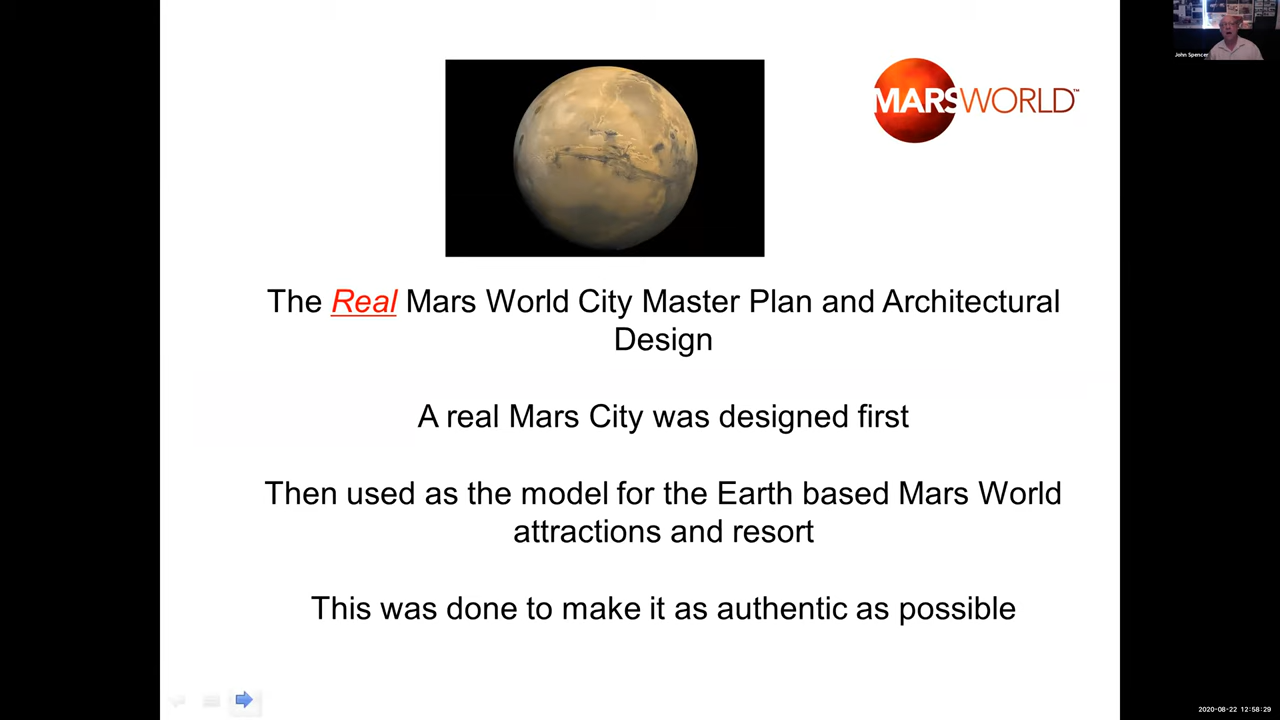 John Spencer
MARSWORLD™
The Real Mars World City Master Plan and Architectural
Design
A real Mars City was designed first
Then used as the model for the Earth based Mars World
attractions and resort
This was done to make it as authentic as possible
2020-08-22 12:58:29